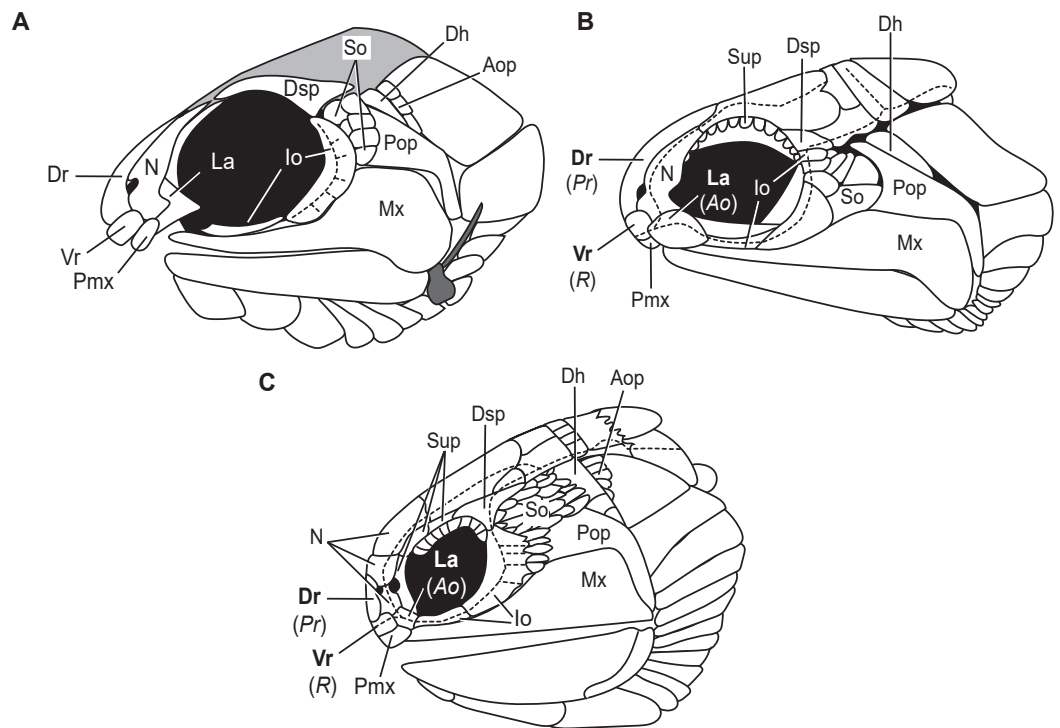 A
So
Dh
Aop
Dsp
Pop
La
Io
N
Dr
Mx
Vr
Pmx
B
Sup
Dsp
Dh
Dr
(Pr)
N
La
(Ao)
Io
So
Pop
Mx
Vr
(R)
Pmx
C
Dh
Aop
Dsp
Sup
So
N
Pop
La
(Ao)
Mx
Dr
(Pr)
Io
Vr
(R)
Pmx